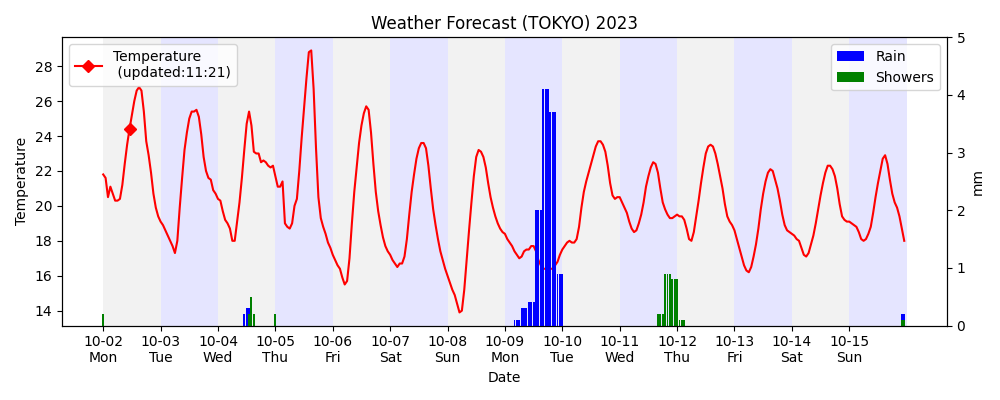 Weather Forecast (TOKYO) 2023
Temperature
(updated:11:21)
Rain
Showers
Temperature
28
26
24
22
20
18
16
14
5
4
3
2
1
0
mm
10-02 10-03 10-04 10-05 10-06 10-07 10-08 10-09 10-10 10-11 10-12 10-13 10-14 10-15
Mon Tue Wed Thu Fri Sat Sun Mon Tue Wed Thu Fri Sat Sun
Date